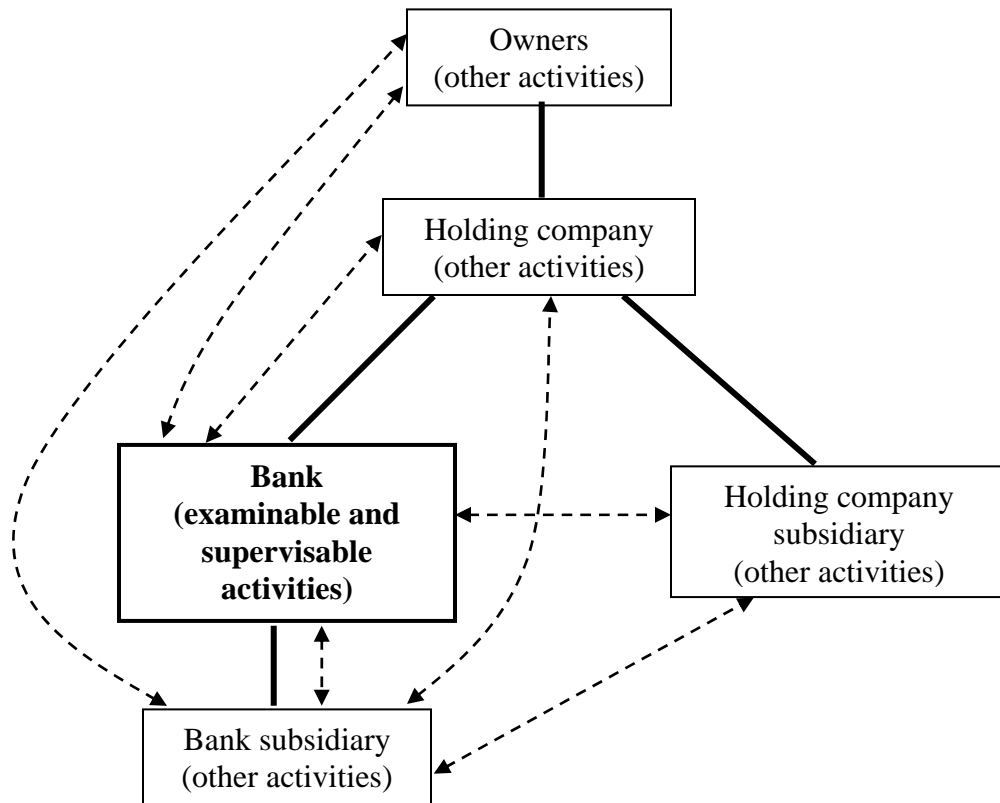 Owners
(other activities)
Holding company
(other activities)
Bank
(examinable and
supervisable
activities)
Holding company
subsidiary
(other activities)
Bank subsidiary
(other activities)